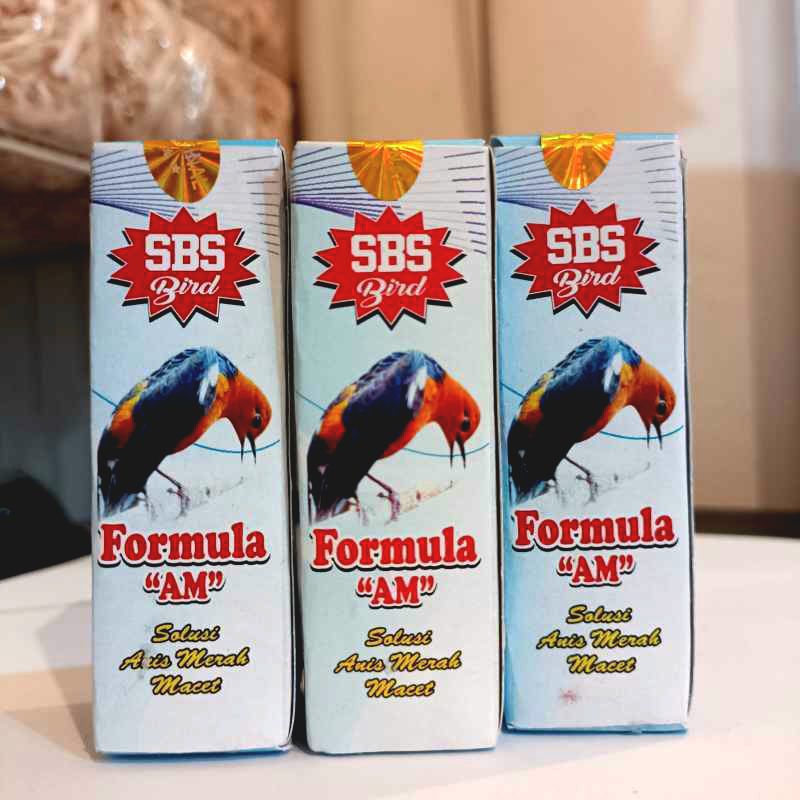 SBS
Bird
Formula
"AM"
Solusi
Anis Merah
Macet
SBS
Bird
Formula
"AM"
Solusi
Anis Merah
Macet
SBS
Bird
Formula
"AM"
Solusi
Anis Merah
Macet